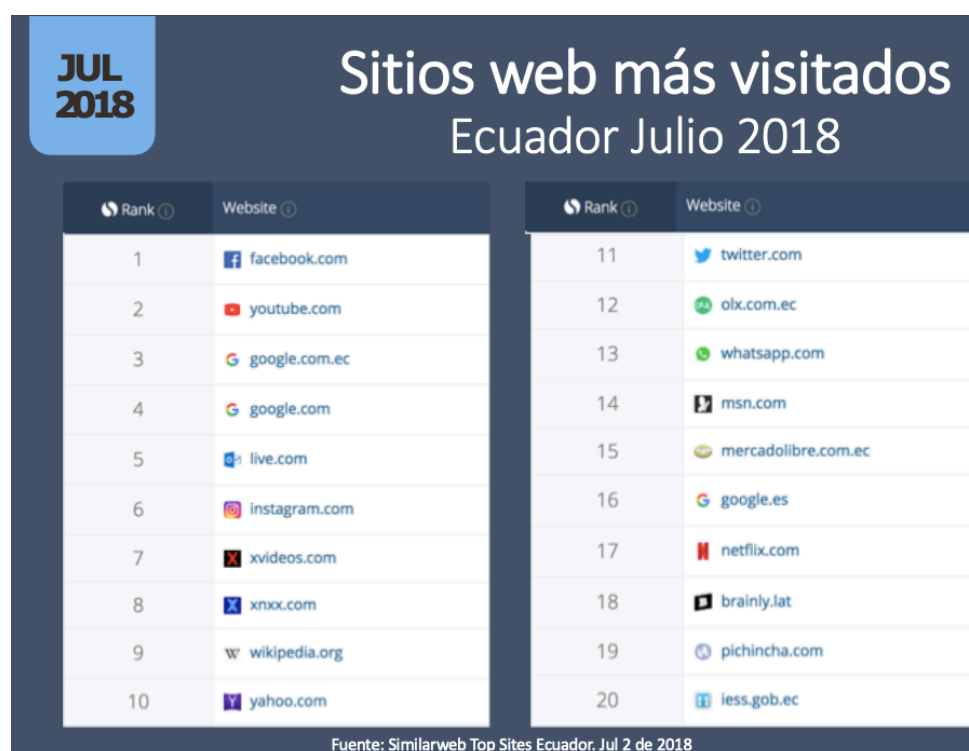 JUL
2018
Sitios web más visitados
Ecuador Julio 2018
Rank Website
1 facebook.com
2 youtube.com
3 google.com.ec
4 google.com
5 live.com
6 instagram.com
7 xvideos.com
8 xnxx.com
9 wikipedia.org
10 yahoo.com
Rank Website
11 twitter.com
12 olx.com.ec
13 whatsapp.com
14 msn.com
15 mercadolibre.com.ec
16 google.es
17 netflix.com
18 brainly.lat
19 pichincha.com
20 iess.gob.ec
Fuente: Similarweb Top Sites Ecuador. Jul 2 de 2018